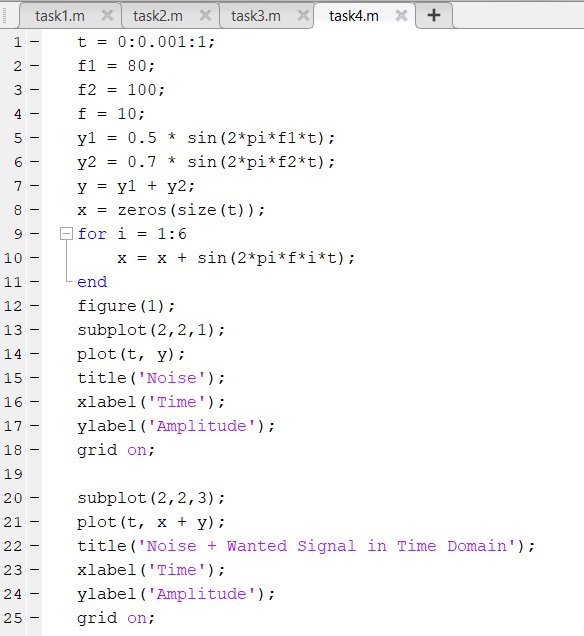 task1.m task2.m task3.m task4.m
1 t = 0:0.001:1;
2 f1 = 80;
3 f2 = 100;
4 f = 10;
5 y1 = 0.5 * sin(2*pi*f1*t);
6 y2 = 0.7 * sin(2*pi*f2*t);
7 y = y1 + y2;
8 x = zeros(size(t));
9 for i = 1:6
10 x = x + sin(2*pi*f*i*t);
11 end
12 figure(1);
13 subplot(2,2,1);
14 plot(t, y);
15 title('Noise');
16 xlabel('Time');
17 ylabel('Amplitude');
18 grid on;
19
20 subplot(2,2,3);
21 plot(t, x + y);
22 title('Noise + Wanted Signal in Time Domain');
23 xlabel('Time');
24 ylabel('Amplitude');
25 grid on;